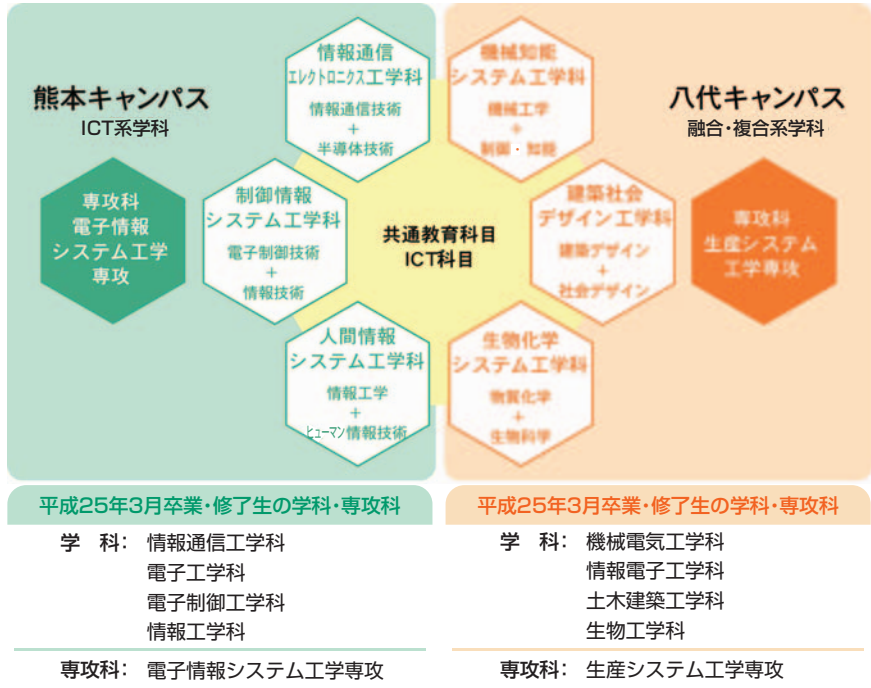 熊本キャンパス
ICT系学科
専攻科
電子情報
システム工学
専攻
情報通信
エレクトロニクス工学科
情報通信技術
+
半導体技術
制御情報
システム工学科
電子制御技術
+
情報技術
人間情報
システム工学科
情報工学
+
ヒューマン情報技術
共通教育科目
ICT科目
機械知能
システム工学科
機械工学
+
制御・知能
建築社会
デザイン工学科
建築デザイン
+
社会デザイン
生物化学
システム工学科
物質化学
+
生物科学
八代キャンパス
融合・複合系学科
専攻科
生産システム
工学専攻
平成25年3月卒業・修了生の学科・専攻科
学　科： 情報通信工学科
電子工学科
電子制御工学科
情報工学科
専攻科： 電子情報システム工学専攻
平成25年3月卒業・修了生の学科・専攻科
学　科： 機械電気工学科
情報電子工学科
土木建築工学科
生物工学科
専攻科： 生産システム工学専攻